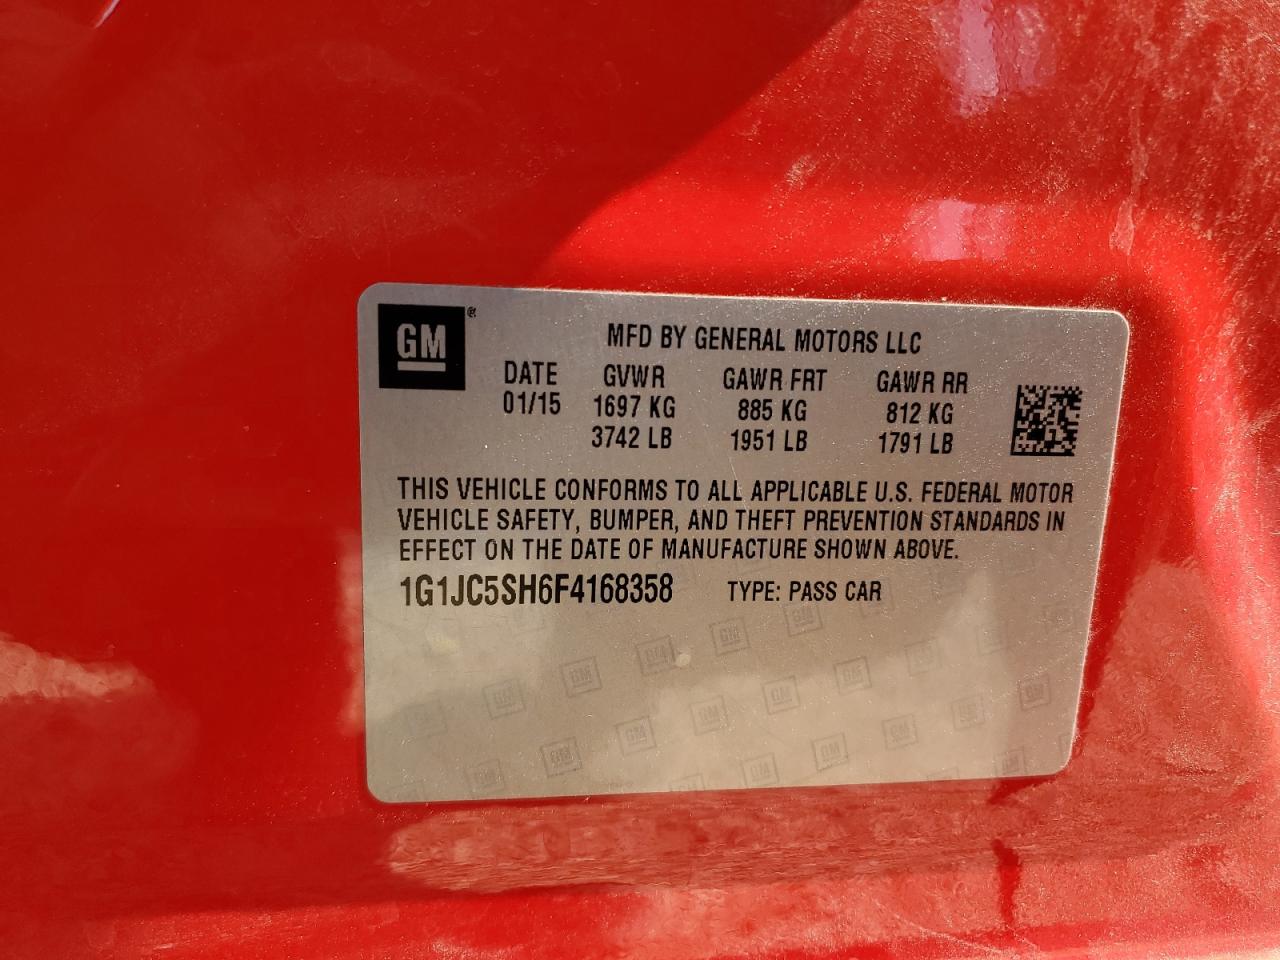 GM®
MFD BY GENERAL MOTORS LLC
DATE GVWR GAWR FRT GAWR RR
01/15 1697 KG 885 KG 812 KG
3742 LB 1951 LB 1791 LB
THIS VEHICLE CONFORMS TO ALL APPLICABLE U.S. FEDERAL MOTOR
VEHICLE SAFETY, BUMPER, AND THEFT PREVENTION STANDARDS IN
EFFECT ON THE DATE OF MANUFACTURE SHOWN ABOVE.
1G1JC5SH6F4168358 TYPE: PASS CAR